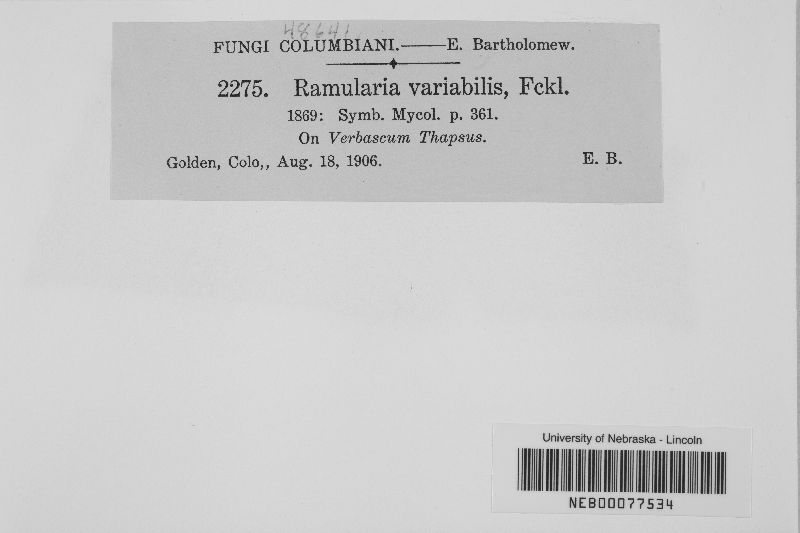 48641
FUNGI COLUMBIANI.——E. Bartholomew.
2275. Ramularia variabilis, Fckl.
1869: Symb. Mycol. p. 361.
On Verbascum Thapsus.
Golden, Colo,, Aug. 18, 1906. E. B.
University of Nebraska - Lincoln
NEB00077534